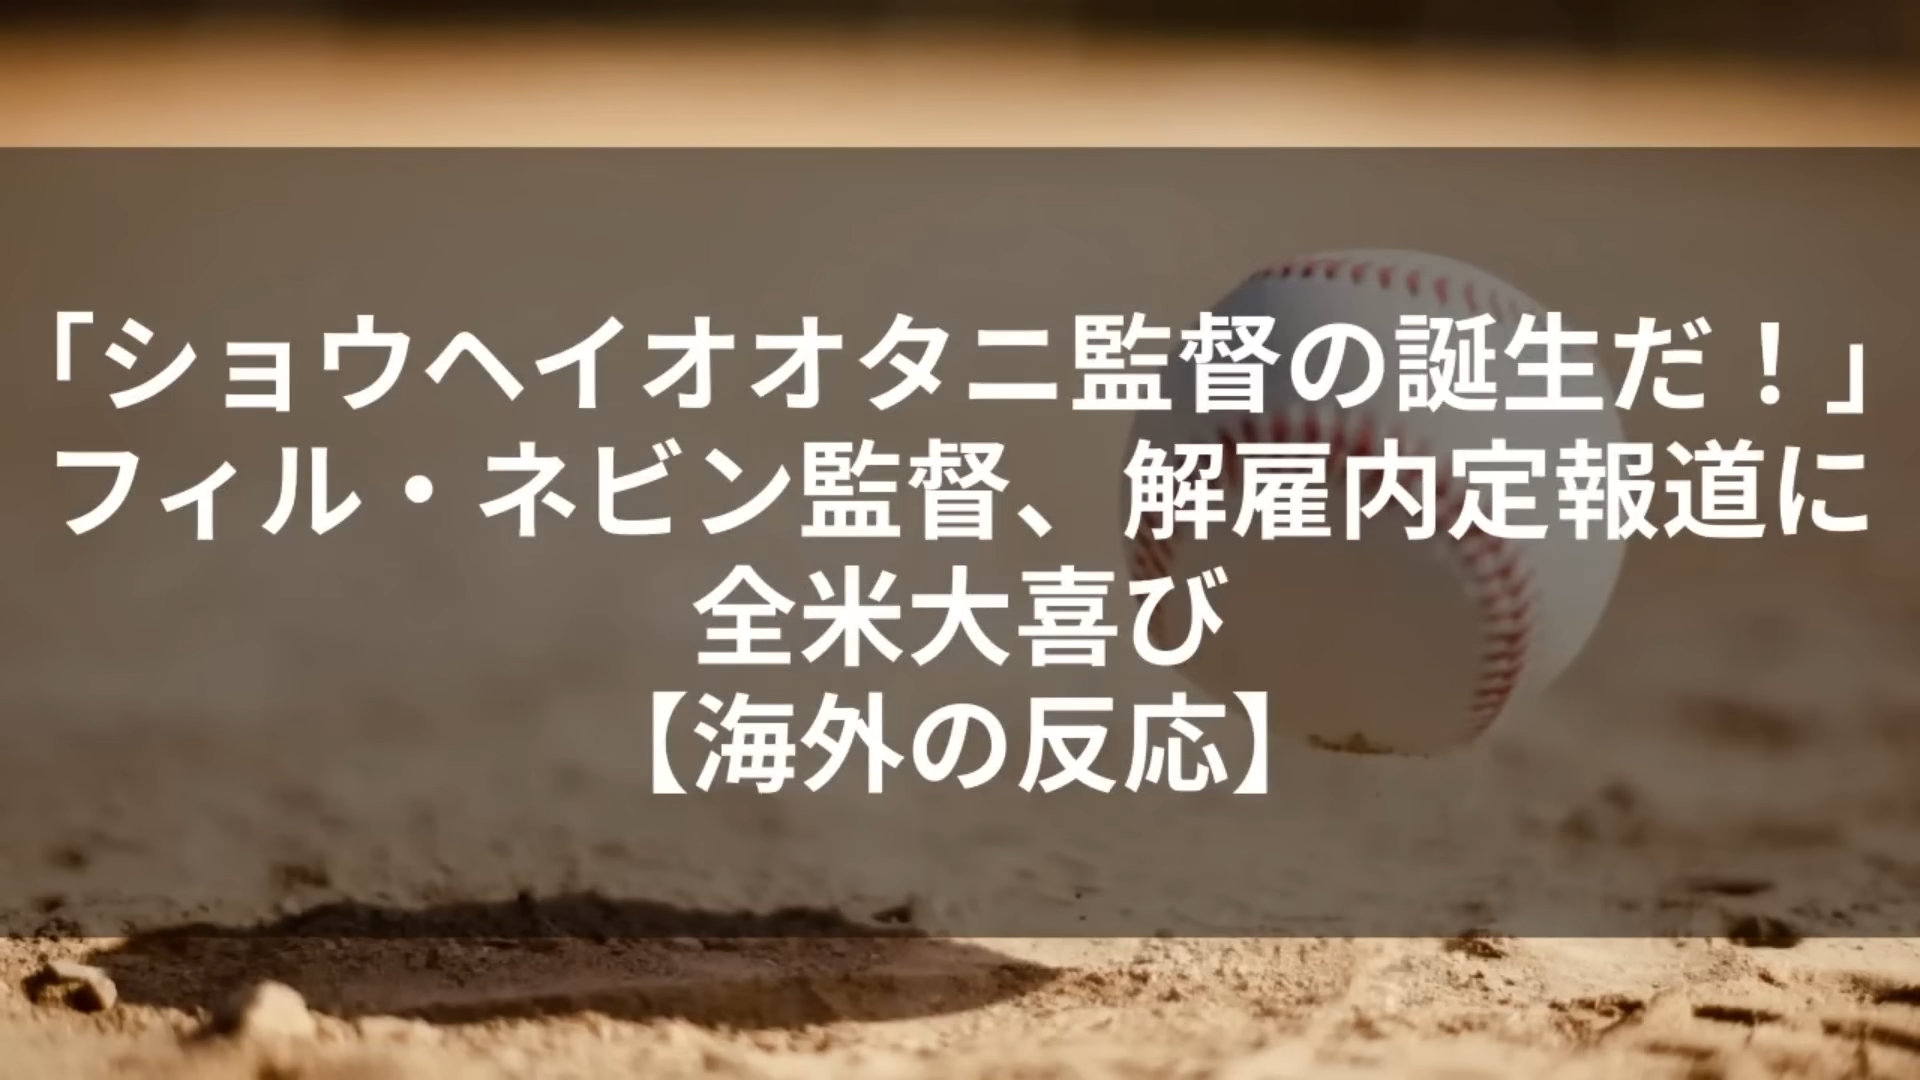 「ショウヘイオオタニ監督の誕生だ！」
フィル・ネビン監督、解雇内定報道に
全米大喜び
【海外の反応】